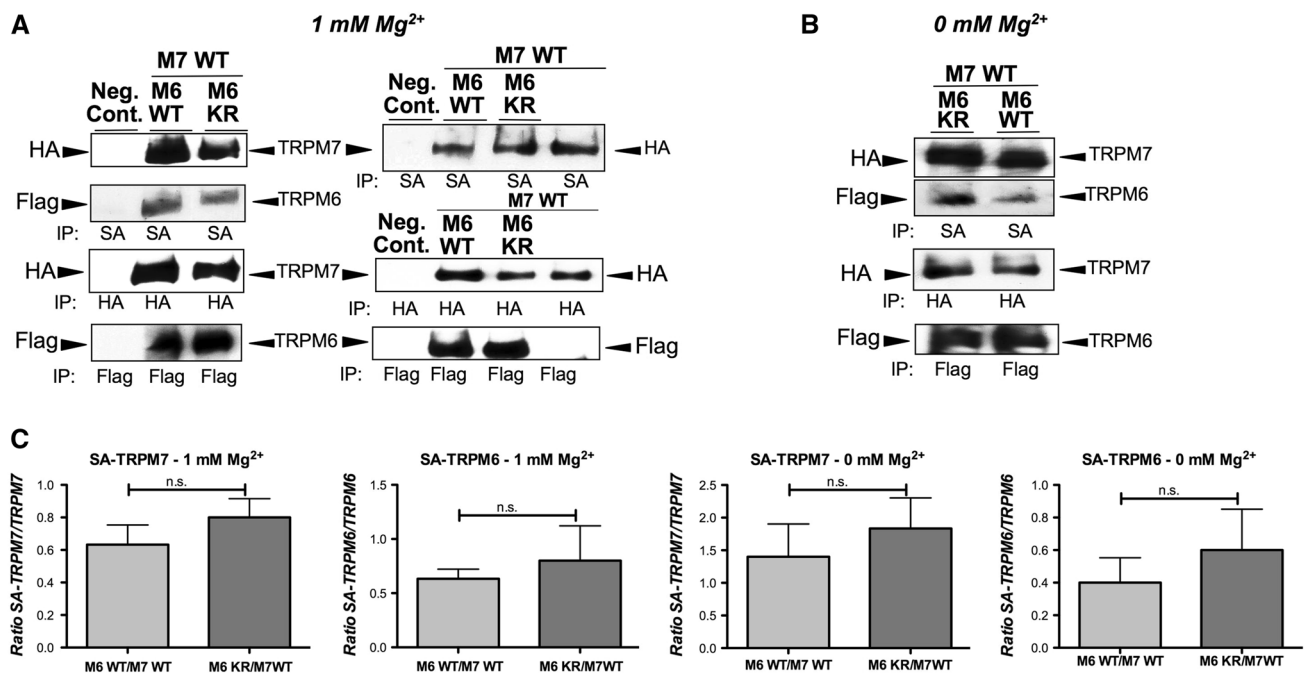 A
1 mM Mg²⁺
M7 WT
Neg. Cont.
M6 WT
M6 KR
HA
TRPM7
Flag
TRPM6
IP: SA SA SA
HA
TRPM7
IP: HA HA HA
Flag
TRPM6
IP: Flag Flag Flag
M7 WT
Neg. Cont.
M6 WT
M6 KR
HA
IP: SA SA SA SA
M7 WT
Neg. Cont.
M6 WT
M6 KR
HA
IP: HA HA HA HA
Flag
IP: Flag Flag Flag Flag
B
0 mM Mg²⁺
M7 WT
M6 KR
M6 WT
HA
TRPM7
Flag
TRPM6
IP: SA SA
HA
TRPM7
IP: HA HA
Flag
TRPM6
IP: Flag Flag
C
SA-TRPM7 - 1 mM Mg²⁺
Ratio SA-TRPM7/TRPM7
1.0
0.8
0.6
0.4
0.2
0.0
n.s.
M6 WT/M7 WT
M6 KR/M7WT
SA-TRPM6 - 1 mM Mg²⁺
Ratio SA-TRPM6/TRPM6
1.5
1.0
0.5
0.0
n.s.
M6 WT/M7 WT
M6 KR/M7WT
SA-TRPM7 - 0 mM Mg²⁺
Ratio SA-TRPM7/TRPM7
2.5
2.0
1.5
1.0
0.5
0.0
n.s.
M6 WT/M7 WT
M6 KR/M7WT
SA-TRPM6 - 0 mM Mg²⁺
Ratio SA-TRPM6/TRPM6
1.0
0.8
0.6
0.4
0.2
0.0
n.s.
M6 WT/M7 WT
M6 KR/M7WT